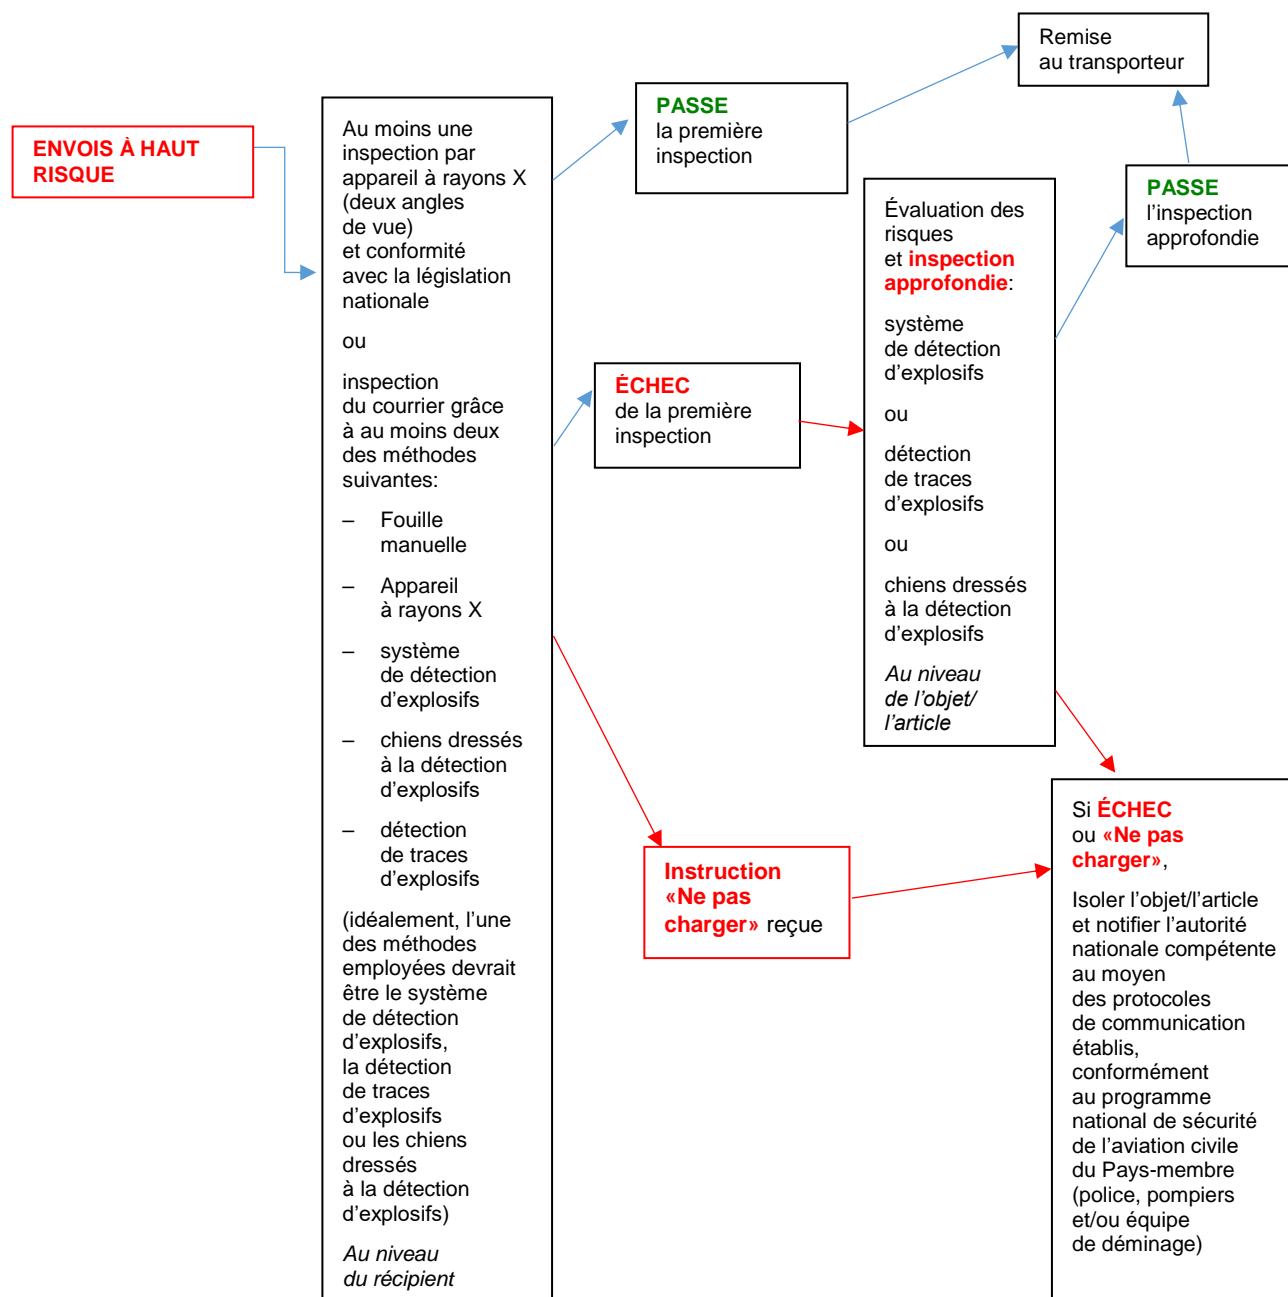 ENVOIS À HAUT
RISQUE
Au moins une
inspection par
appareil à rayons X
(deux angles
de vue)
et conformité
avec la législation
nationale
ou
inspection
du courrier grâce
à au moins deux
des méthodes
suivantes:
– Fouille
manuelle
– Appareil
à rayons X
– système
de détection
d'explosifs
– chiens dressés
à la détection
d'explosifs
– détection
de traces
d'explosifs
(idéalement, l'une
des méthodes
employées devrait
être le système
de détection
d'explosifs,
la détection
de traces
d'explosifs
ou les chiens
dressés
à la détection
d'explosifs)
Au niveau
du récipient
PASSE
la première
inspection
ÉCHEC
de la première
inspection
Instruction
«Ne pas
charger» reçue
Évaluation des
risques
et inspection
approfondie:
système
de détection
d'explosifs
ou
détection
de traces
d'explosifs
ou
chiens dressés
à la détection
d'explosifs
Au niveau
de l'objet/
l'article
Remise
au transporteur
PASSE
l'inspection
approfondie
Si ÉCHEC
ou «Ne pas
charger»,
Isoler l'objet/l'article
et notifier l'autorité
nationale compétente
au moyen
des protocoles
de communication
établis,
conformément
au programme
national de sécurité
de l'aviation civile
du Pays-membre
(police, pompiers
et/ou équipe
de déminage)